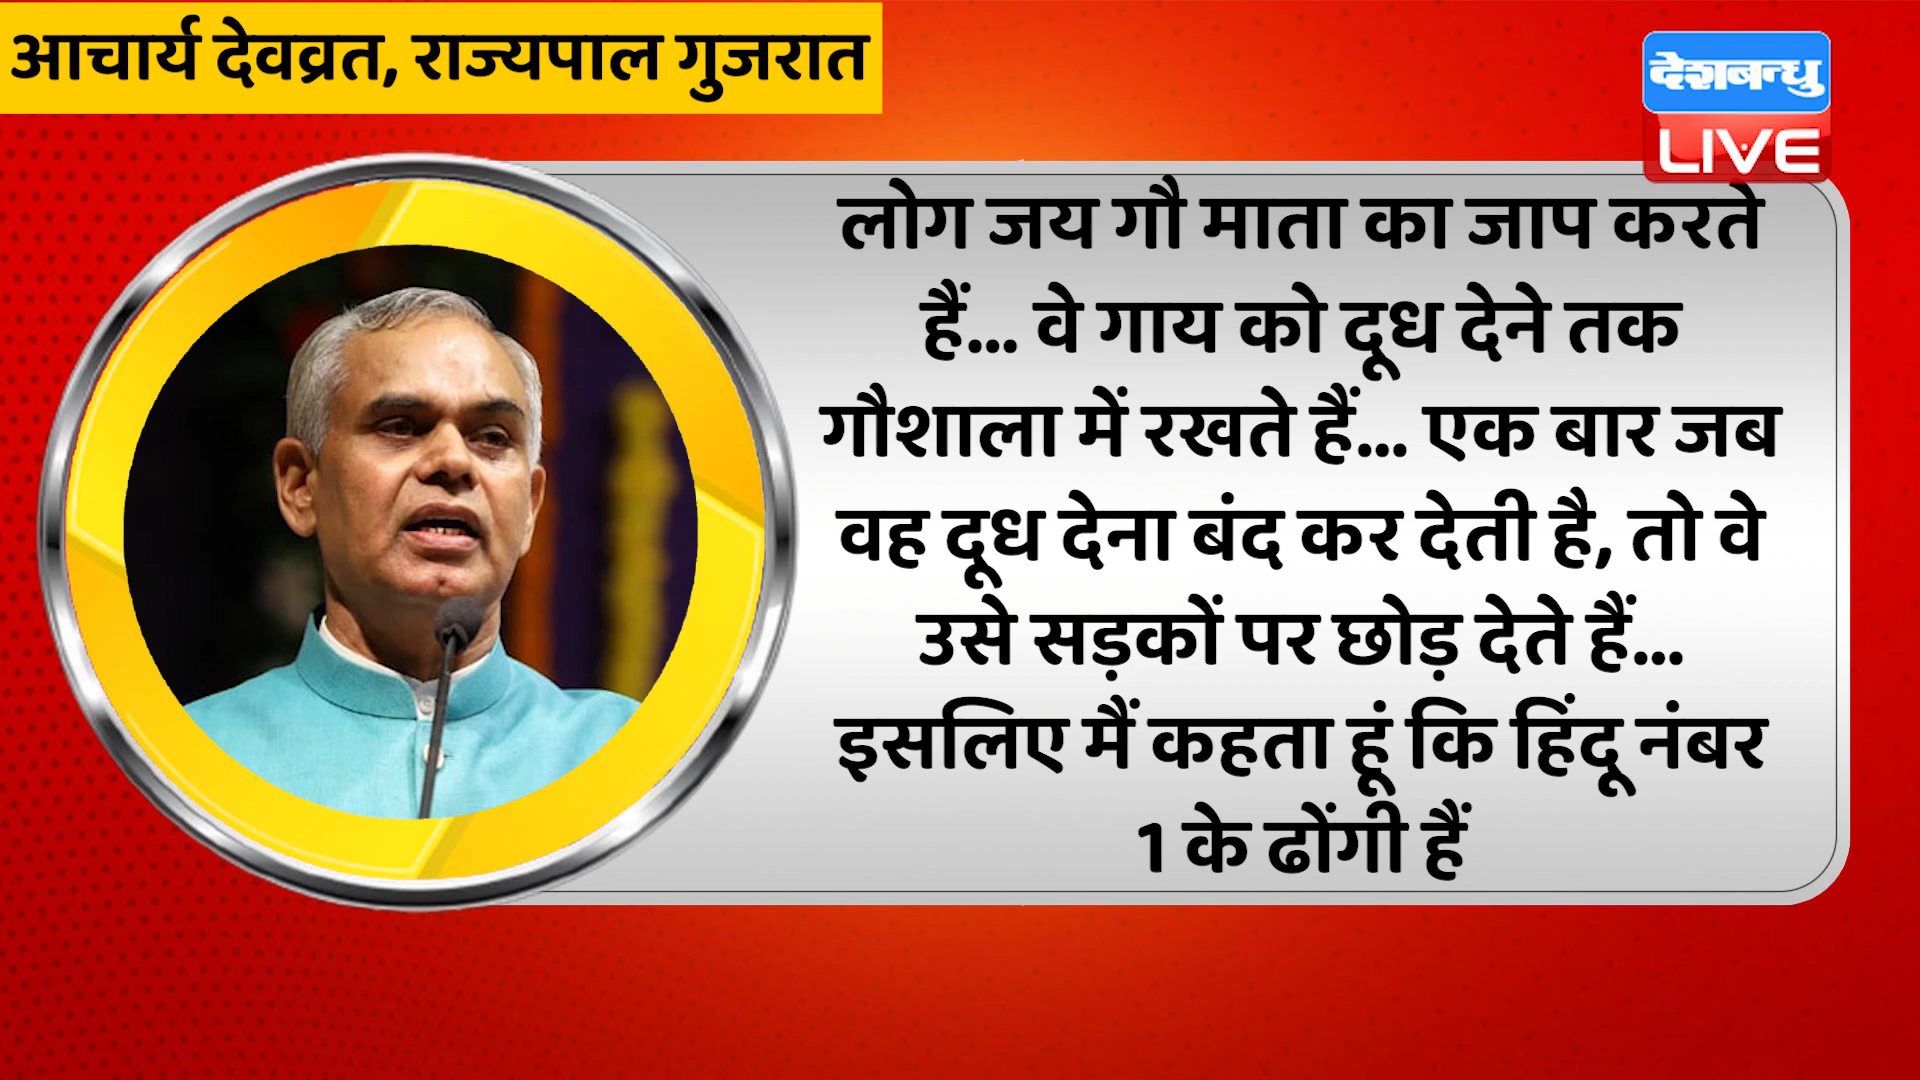 आचार्य देवव्रत, राज्यपाल गुजरात
देशबन्धु
LIVE
लोग जय गौ माता का जाप करते
हैं... वे गाय को दूध देने तक
गौशाला में रखते हैं... एक बार जब
वह दूध देना बंद कर देती है, तो वे
उसे सड़कों पर छोड़ देते हैं...
इसलिए मैं कहता हूं कि हिंदू नंबर
1 के ढोंगी हैं